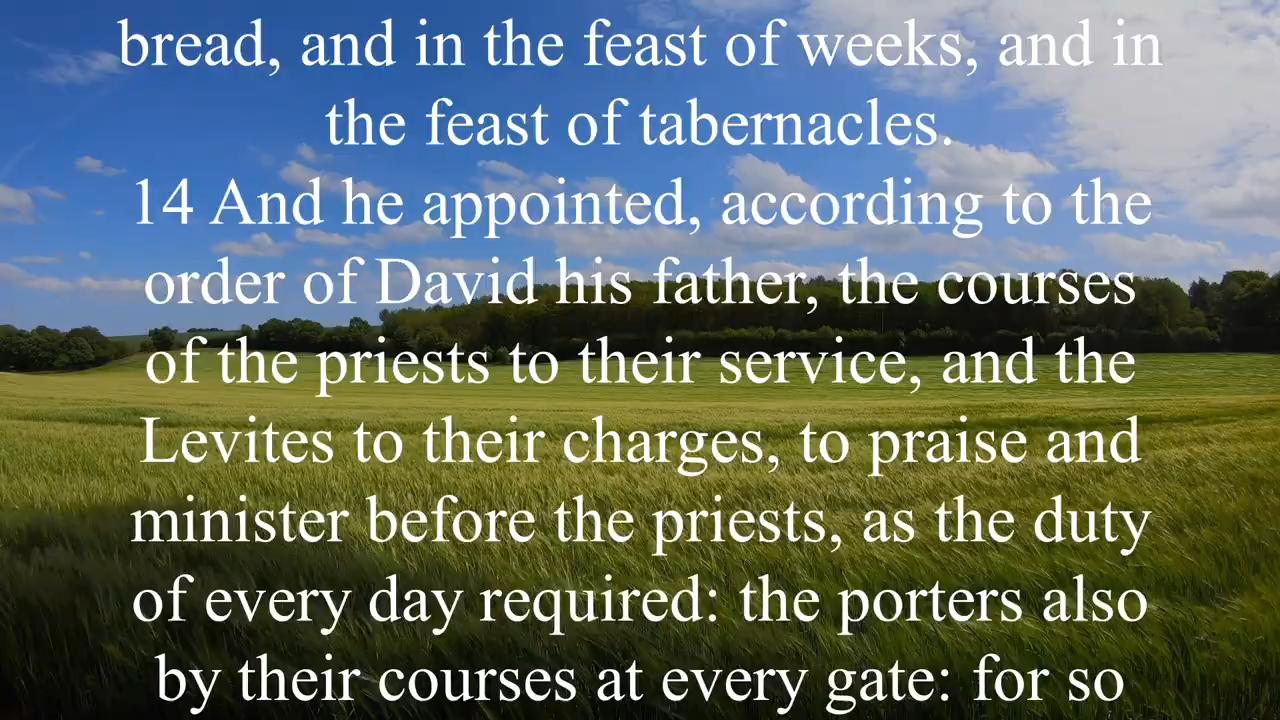 bread, and in the feast of weeks, and in
the feast of tabernacles.
14 And he appointed, according to the
order of David his father, the courses
of the priests to their service, and the
Levites to their charges, to praise and
minister before the priests, as the duty
of every day required: the porters also
by their courses at every gate: for so